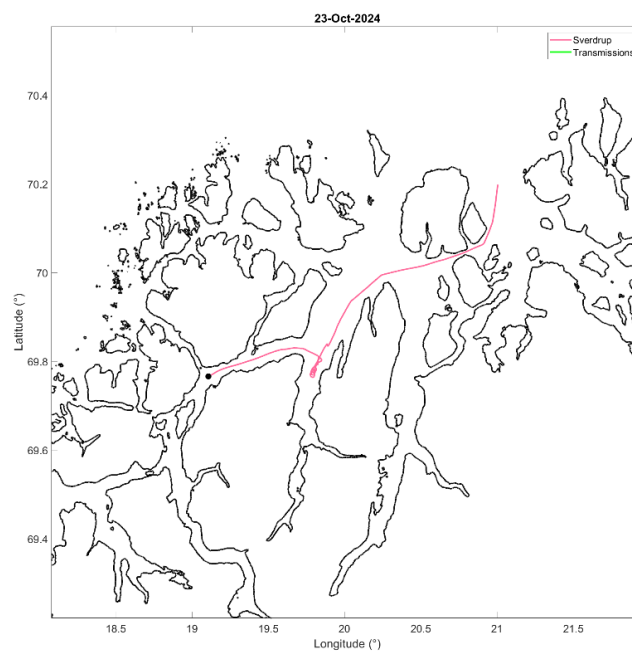 23-Oct-2024
Sverdrup
Transmissions
70.4
70.2
70
69.8
69.6
69.4
Latitude (°)
18.5 19 19.5 20 20.5 21 21.5
Longitude (°)